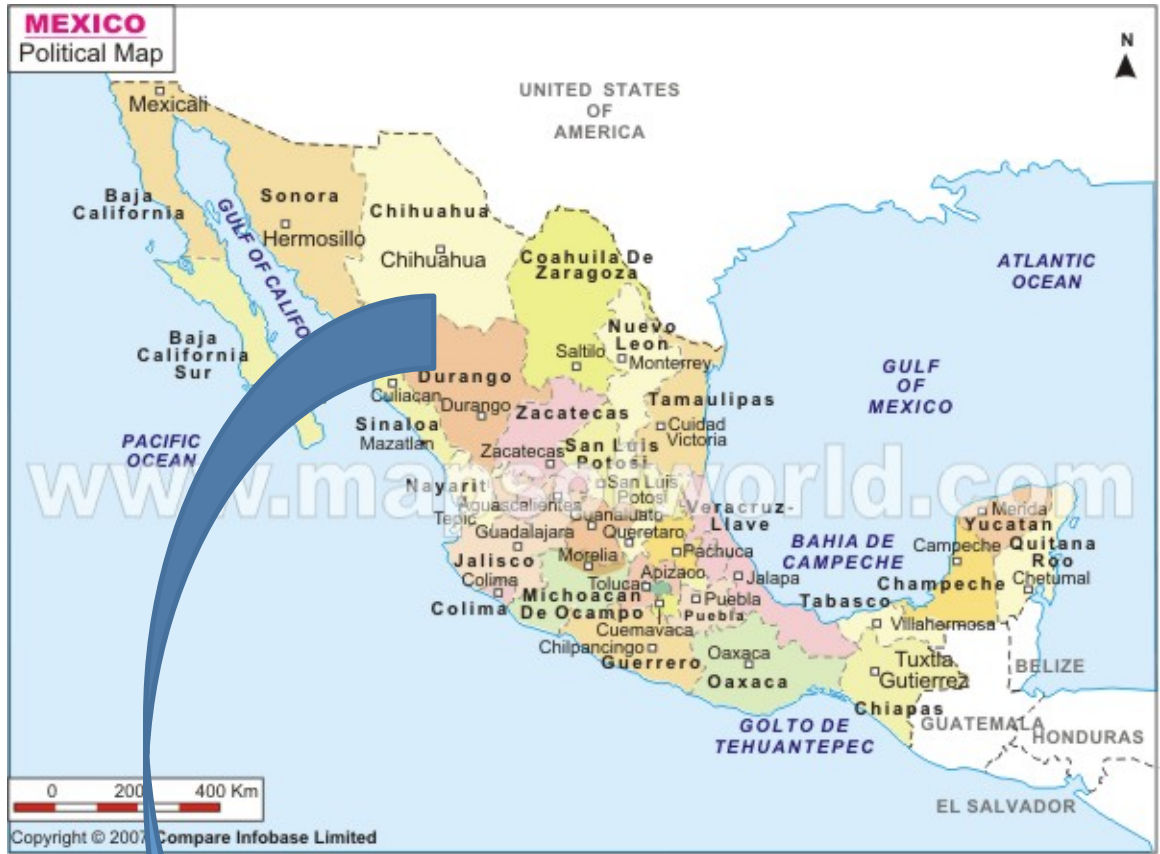 MEXICO
Political Map
N
UNITED STATES
OF
AMERICA
Mexicali
Baja
California
Sonora
Hermosillo
GULF OF CALIFO
Chihuahua
Chihuahua
Coahuila De
Zaragoza
ATLANTIC
OCEAN
Baja
California
Sur
Nuevo
Leon
Monterrey
Saltilo
GULF
OF
MEXICO
Durango
Durango
Culiacan
Sinaloa
Mazatlan
Zacatecas
Zacatecas
Tamaulipas
Cuidad
Victoria
PACIFIC
OCEAN
San Luis
Potosi
San Luis
Potosi
www.mapsofworld.com
Nayarit
Tepic
Aguascalientes
Guanaluato
Guadalajara
Queretaro
Veracruz-
Llave
Pachuca
Jalisco
Morelia
Apizaco
Jalapa
BAHIA DE
CAMPECHE
Merida
Yucatan
Campeche
Quitana
Roo
Chetumal
Champeche
Colima
Colima
Toluca
Michoacan
De Ocampo
Puebla
Puebla
Tabasco
Villahermosa
Cuemavaca
Chilpancingo
Guerrero
Oaxaca
Oaxaca
Tuxtla
Gutierrez
Chiapas
BELIZE
GUATEMALA
HONDURAS
GOLTO DE
TEHUANTEPEC
EL SALVADOR
0 200 400 Km
Copyright © 2007 Compare Infobase Limited